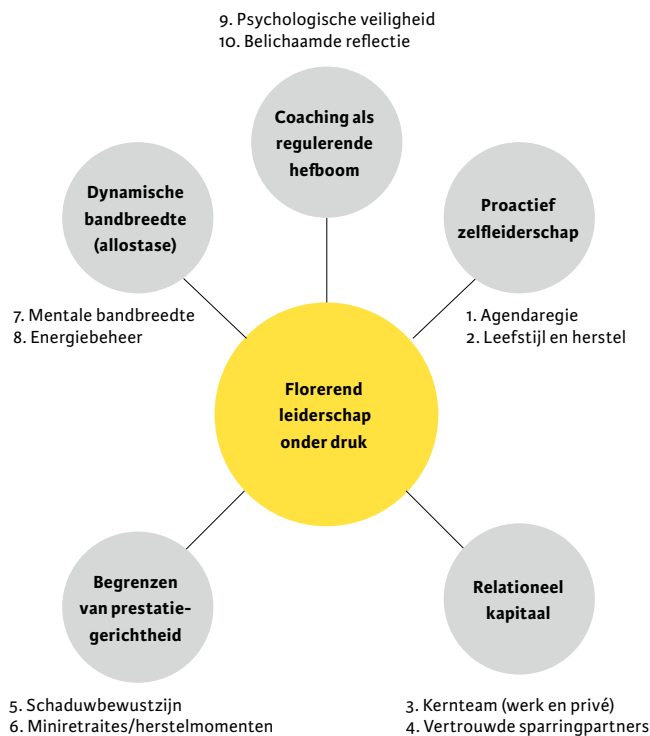 9. Psychologische veiligheid
10. Belichaamde reflectie
Coaching als
regulerende
hefboom
Dynamische
bandbreedte
(allostase)
Proactief
zelfleiderschap
7. Mentale bandbreedte
8. Energiebeheer
1. Agendaregie
2. Leefstijl en herstel
Florerend
leiderschap
onder druk
Begrenzen
van prestatie-
gerichtheid
Relationeel
kapitaal
5. Schaduwbewustzijn
6. Miniretraites/herstelmomenten
3. Kernteam (werk en privé)
4. Vertrouwde sparringpartners